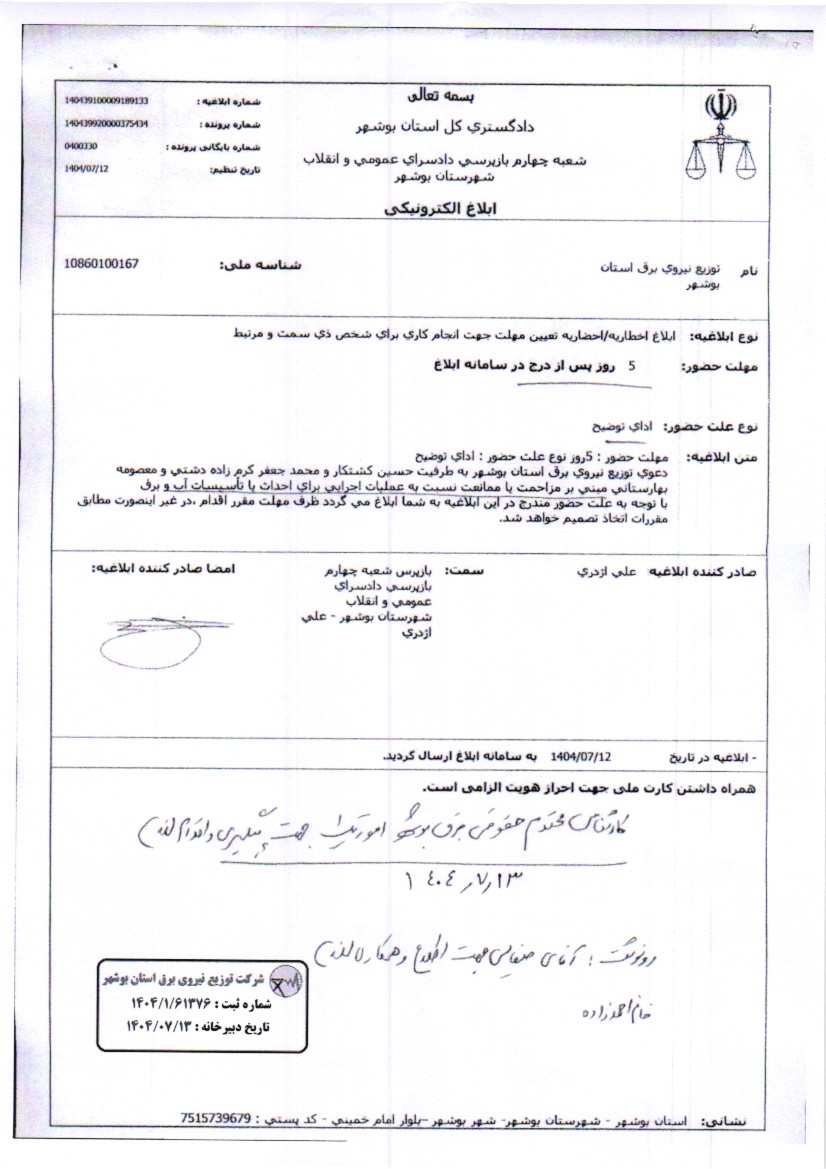 بسمه تعالی
دادگستری کل استان بوشهر
شعبه چهارم بازپرسی دادسرای عمومی و انقلاب
شهرستان بوشهر
ابلاغ الکترونیکی
شماره ابلاغیه : 140439100009189133
شماره پرونده : 140439920000375434
شماره بایگانی پرونده : 0400330
تاریخ تنظیم: 1404/07/12
نام توزیع نیروی برق استان
بوشهر
شناسه ملی: 10860100167
نوع ابلاغیه: ابلاغ اخطاریه/احضاریه تعیین مهلت جهت انجام کاری برای شخص ذی سمت و مرتبط
مهلت حضور: 5 روز پس از درج در سامانه ابلاغ
نوع علت حضور: ادای توضیح
متن ابلاغیه: مهلت حضور : 5روز نوع علت حضور : ادای توضیح
دعوی توزیع نیروی برق استان بوشهر به طرفیت حسین کشتکار و محمد جعفر کرم زاده دشتی و معصومه
بهارستانی مبنی بر مزاحمت یا ممانعت نسبت به عملیات اجرایی برای احداث یا تأسیسات آب و برق
با توجه به علت حضور مندرج در این ابلاغیه به شما ابلاغ می گردد ظرف مهلت مقرر اقدام ،در غیر اینصورت مطابق
مقررات اتخاذ تصمیم خواهد شد.
صادر کننده ابلاغیه علی اژدری
سمت: بازپرس شعبه چهارم
بازپرسی دادسرای
عمومی و انقلاب
شهرستان بوشهر - علی
اژدری
امضا صادر کننده ابلاغیه:
- ابلاغیه در تاریخ 1404/07/12 به سامانه ابلاغ ارسال گردید.
همراه داشتن کارت ملی جهت احراز هویت الزامی است.
کارشناس محترم حقوقی برق بوشهر جهت پیگیری و اقدام
۱۴۰۴/۷/۱۳
رونوشت : آقای جهت اطلاع و همکاری
خانم احمدزاده
شرکت توزیع نیروی برق استان بوشهر
شماره ثبت : ۱۴۰۴/۱/۶۱۳۷۶
تاریخ دبیرخانه : ۱۴۰۴/۰۷/۱۳
نشانی: استان بوشهر - شهرستان بوشهر- شهر بوشهر –بلوار امام خمینی - کد پستی : 7515739679